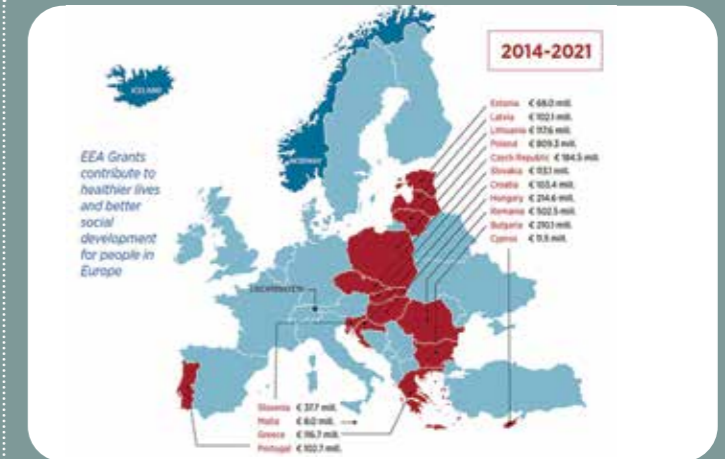 2014-2021
ICELAND
NORWAY
EEA Grants
contribute to
healthier lives
and better
social
development
for people in
Europe
Estonia € 68.0 mill.
Latvia € 102.1 mill.
Lithuania € 117.6 mill.
Poland € 809.3 mill.
Czech Republic € 184.5 mill.
Slovakia € 113.1 mill.
Croatia € 103.4 mill.
Hungary € 214.6 mill.
Romania € 502.5 mill.
Bulgaria € 210.1 mill.
Cyprus € 11.5 mill.
LIECHTENSTEIN
Slovenia € 37.7 mill.
Malta € 8.0 mill.
Greece € 116.7 mill.
Portugal € 102.7 mill.